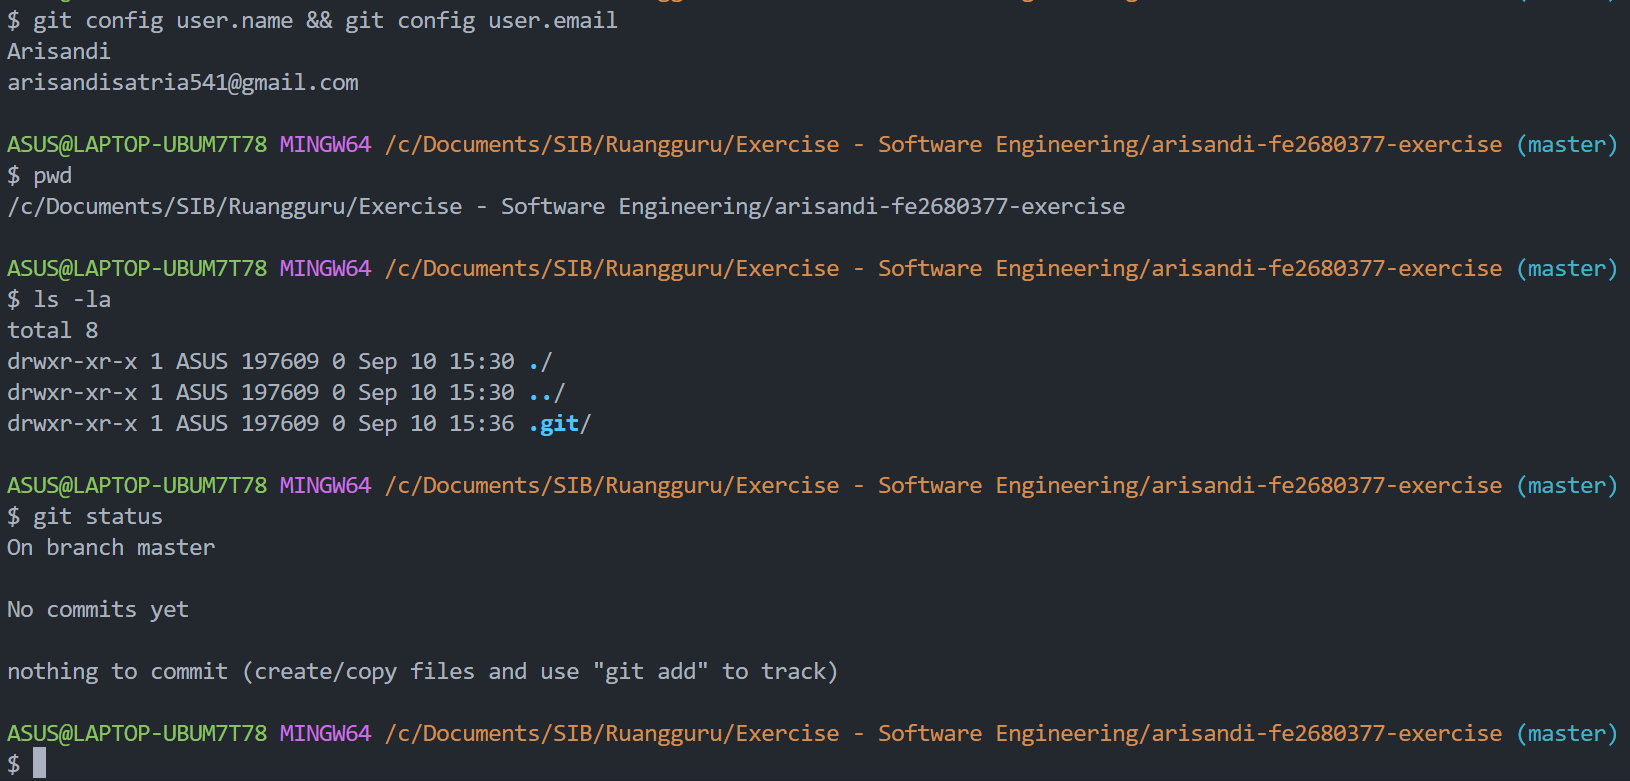 $ git config user.name && git config user.email
Arisandi
arisandisatria541@gmail.com
ASUS@LAPTOP-UBUM7T78 MINGW64 /c/Documents/SIB/Ruangguru/Exercise - Software Engineering/arisandi-fe2680377-exercise (master)
$ pwd
/c/Documents/SIB/Ruangguru/Exercise - Software Engineering/arisandi-fe2680377-exercise
ASUS@LAPTOP-UBUM7T78 MINGW64 /c/Documents/SIB/Ruangguru/Exercise - Software Engineering/arisandi-fe2680377-exercise (master)
$ ls -la
total 8
drwxr-xr-x 1 ASUS 197609 0 Sep 10 15:30 ./
drwxr-xr-x 1 ASUS 197609 0 Sep 10 15:30 ../
drwxr-xr-x 1 ASUS 197609 0 Sep 10 15:36 .git/
ASUS@LAPTOP-UBUM7T78 MINGW64 /c/Documents/SIB/Ruangguru/Exercise - Software Engineering/arisandi-fe2680377-exercise (master)
$ git status
On branch master
No commits yet
nothing to commit (create/copy files and use "git add" to track)
ASUS@LAPTOP-UBUM7T78 MINGW64 /c/Documents/SIB/Ruangguru/Exercise - Software Engineering/arisandi-fe2680377-exercise (master)
$